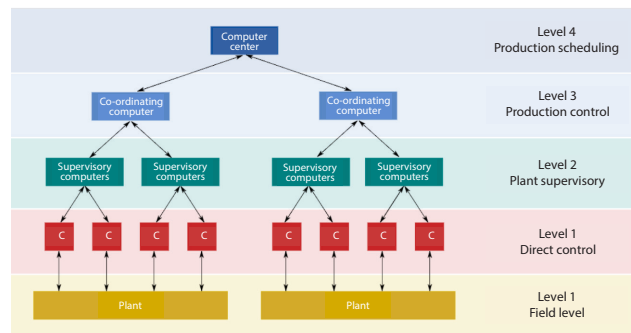 Computer
center
Level 4
Production scheduling
Co-ordinating
computer
Co-ordinating
computer
Level 3
Production control
Supervisory
computers
Supervisory
computers
Supervisory
computers
Supervisory
computers
Level 2
Plant supervisory
C
C
C
C
C
C
C
C
Level 1
Direct control
Plant
Plant
Level 1
Field level